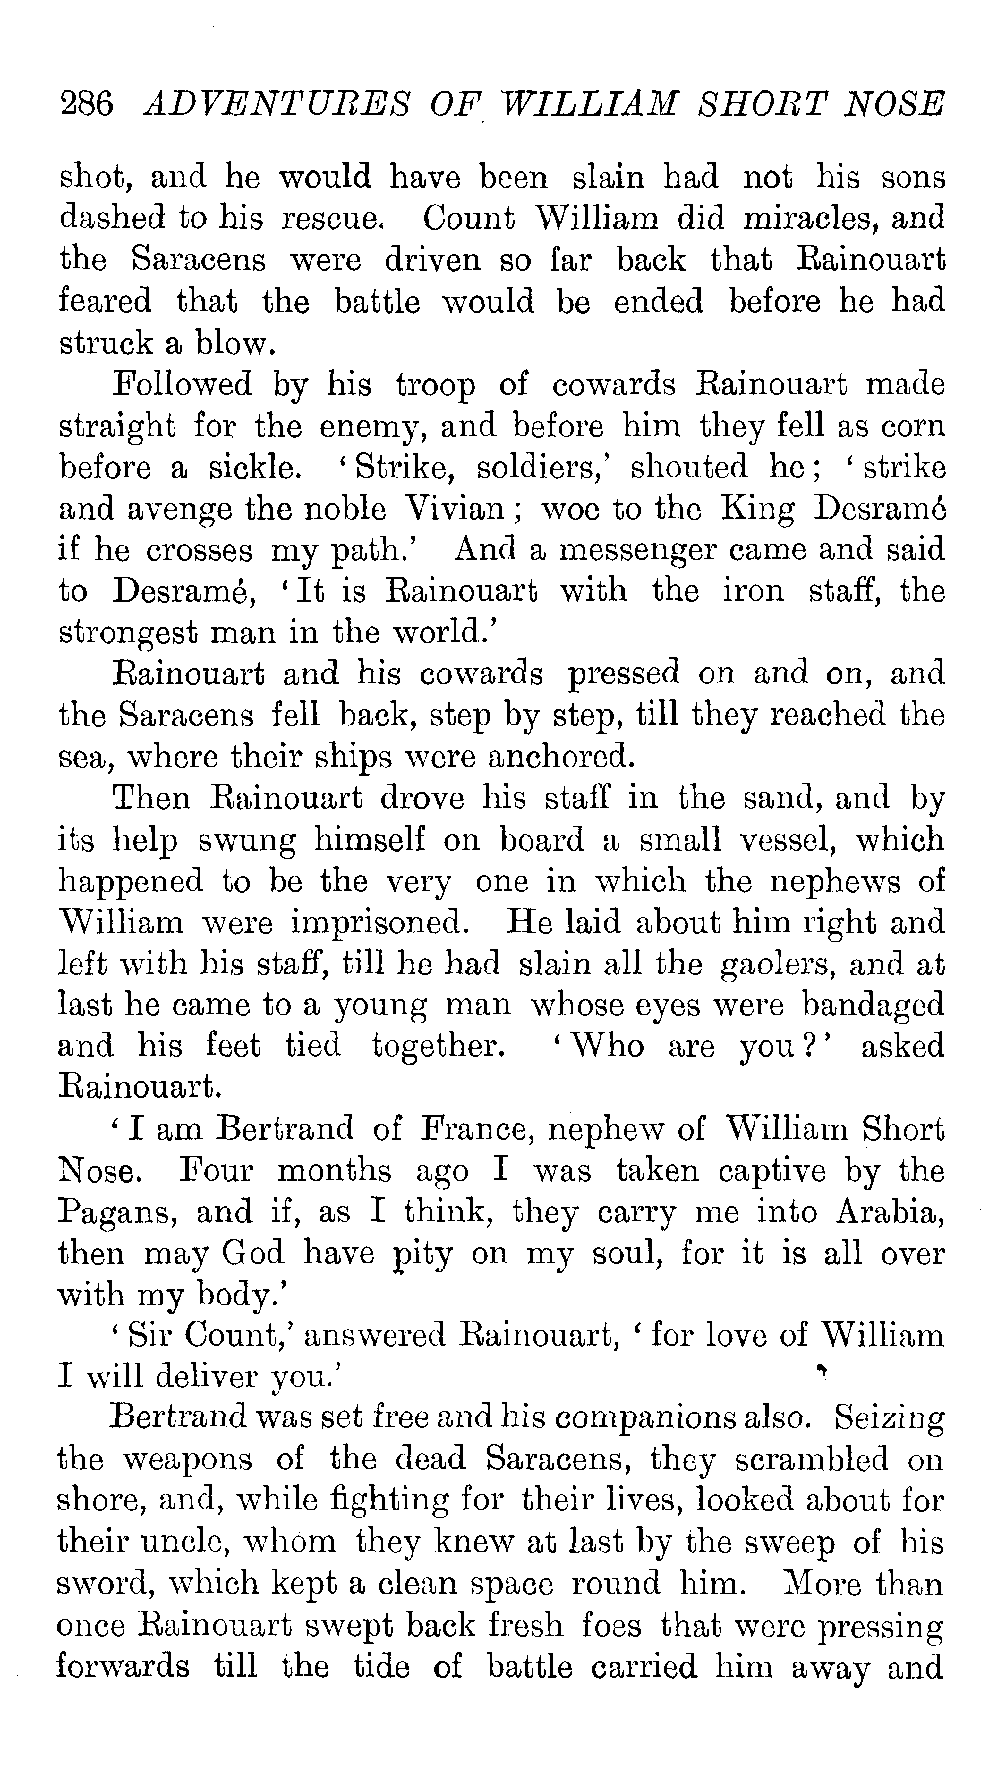 286 ADVENTURES OF WILLIAM SHORT NOSE
shot, and he would have been slain had not his sons
dashed to his rescue. Count William did miracles, and
the Saracens were driven so far back that Rainouart
feared that the battle would be ended before he had
struck a blow.
Followed by his troop of cowards Rainouart made
straight for the enemy, and before him they fell as corn
before a sickle. ‘Strike, soldiers,’ shouted he; ‘strike
and avenge the noble Vivian; woe to the King Desramé
if he crosses my path.’ And a messenger came and said
to Desramé, ‘It is Rainouart with the iron staff, the
strongest man in the world.’
Rainouart and his cowards pressed on and on, and
the Saracens fell back, step by step, till they reached the
sea, where their ships were anchored.
Then Rainouart drove his staff in the sand, and by
its help swung himself on board a small vessel, which
happened to be the very one in which the nephews of
William were imprisoned. He laid about him right and
left with his staff, till he had slain all the gaolers, and at
last he came to a young man whose eyes were bandaged
and his feet tied together. ‘Who are you?’ asked
Rainouart.
‘I am Bertrand of France, nephew of William Short
Nose. Four months ago I was taken captive by the
Pagans, and if, as I think, they carry me into Arabia,
then may God have pity on my soul, for it is all over
with my body.’
‘Sir Count,’ answered Rainouart, ‘for love of William
I will deliver you.’
Bertrand was set free and his companions also. Seizing
the weapons of the dead Saracens, they scrambled on
shore, and, while fighting for their lives, looked about for
their uncle, whom they knew at last by the sweep of his
sword, which kept a clean space round him. More than
once Rainouart swept back fresh foes that were pressing
forwards till the tide of battle carried him away and